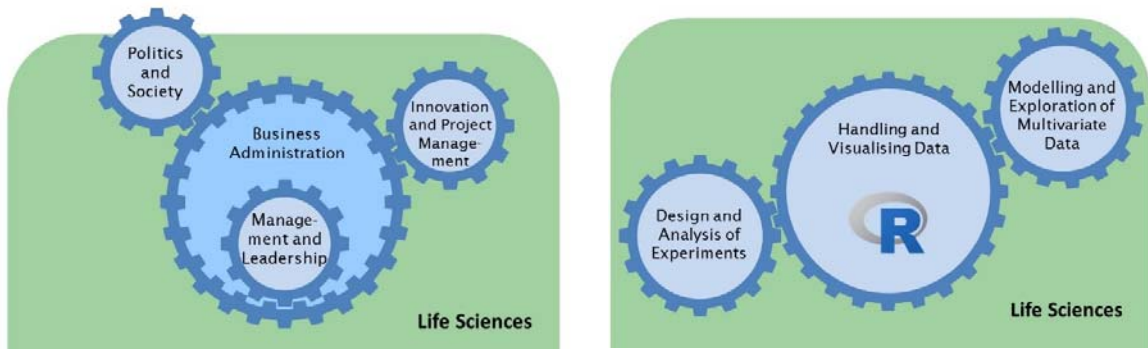 Politics
and
Society
Business
Administration
Innovation
and Project
Manage-
ment
Manage-
ment and
Leadership
Life Sciences
Handling and
Visualising Data
R
Modelling and
Exploration of
Multivariate
Data
Design and
Analysis of
Experiments
Life Sciences